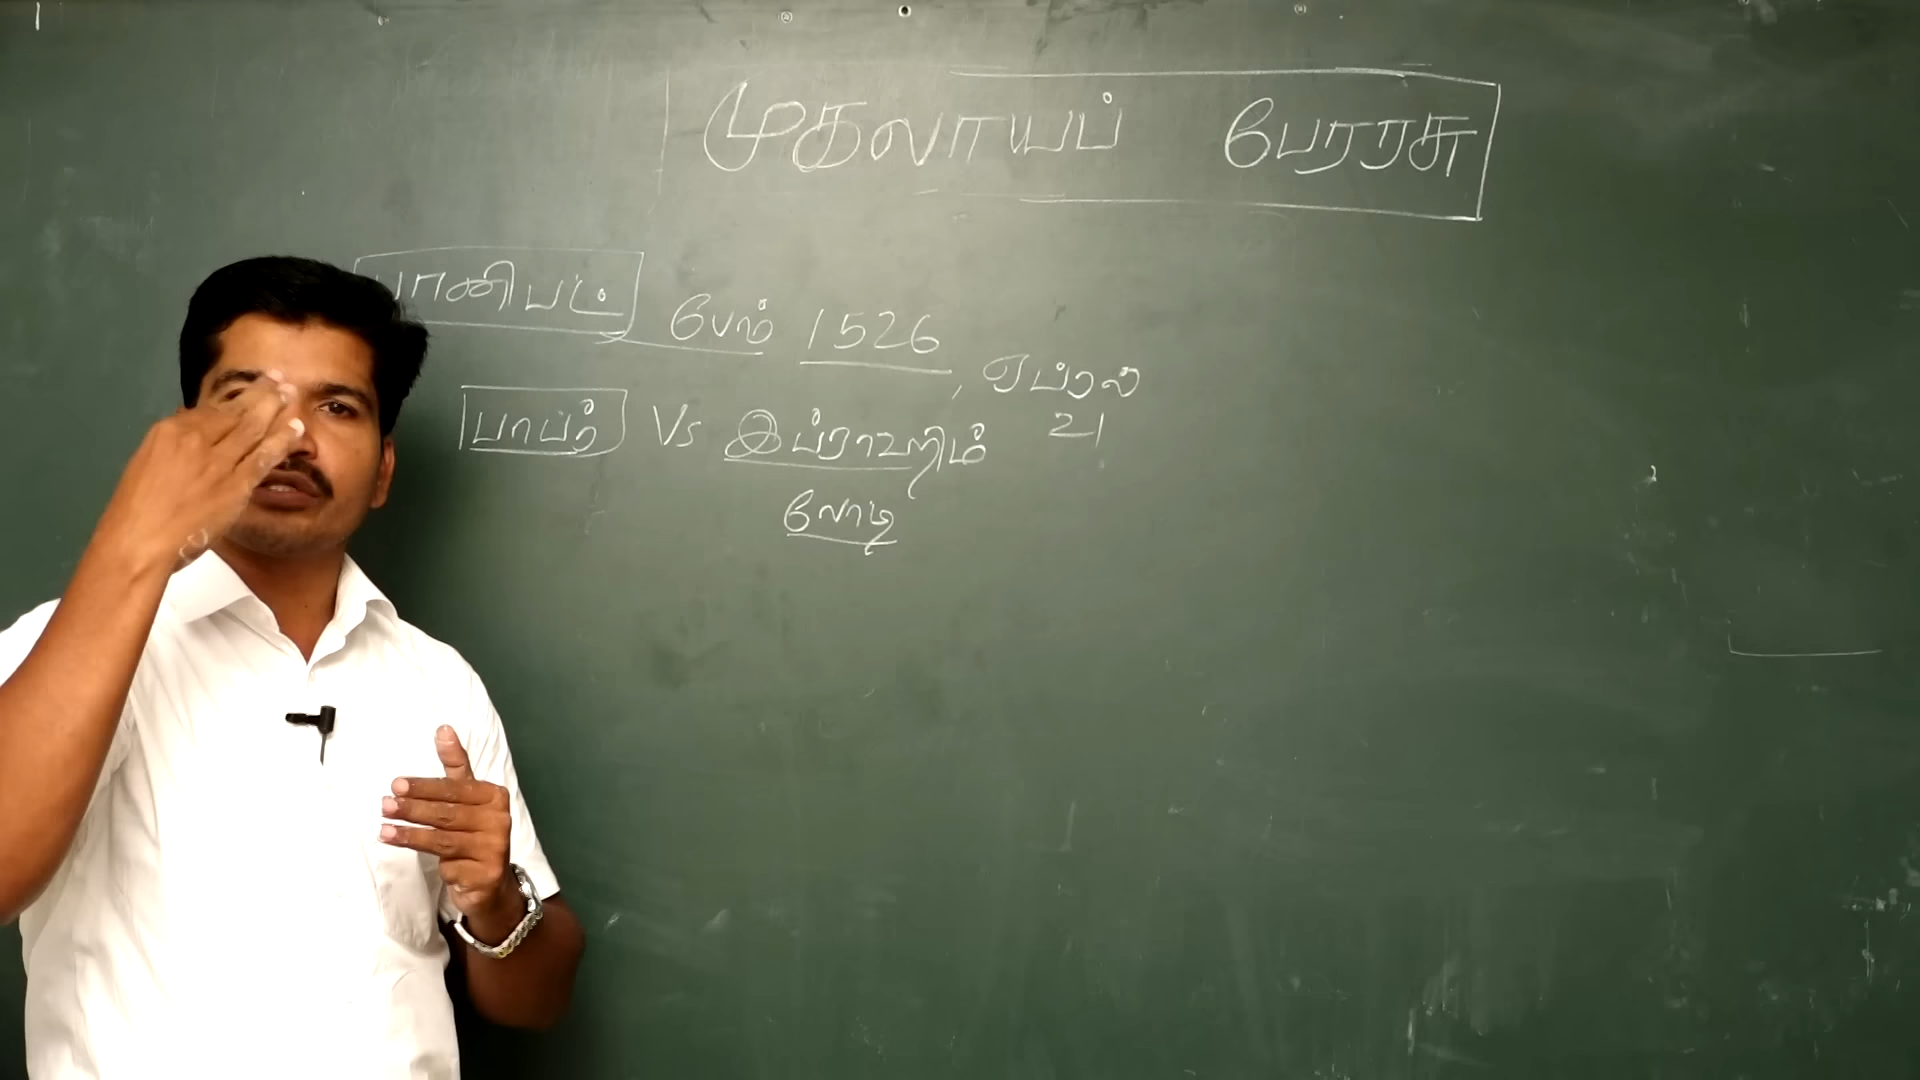 முகலாயப் பேரரசு
பானிபட் போர் 1526
, ஏப்ரல்
21
பாபர் Vs இப்ராஹிம்
லோடி